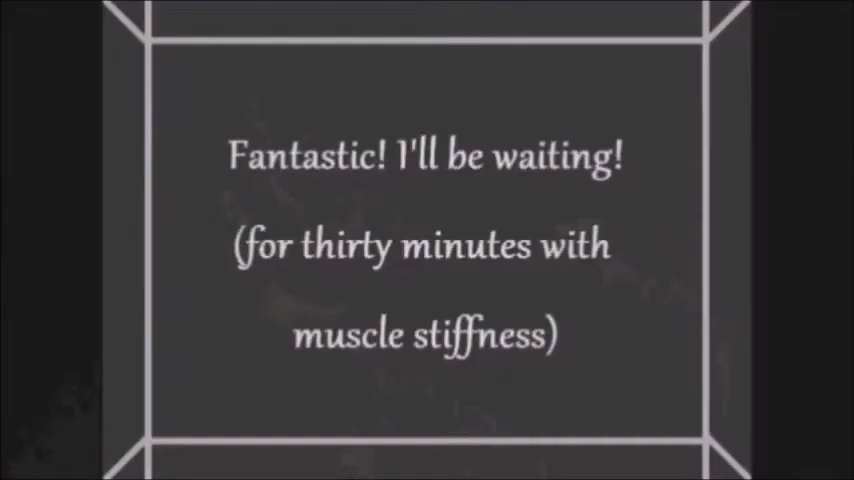 Fantastic! I'll be waiting!
(for thirty minutes with
muscle stiffness)